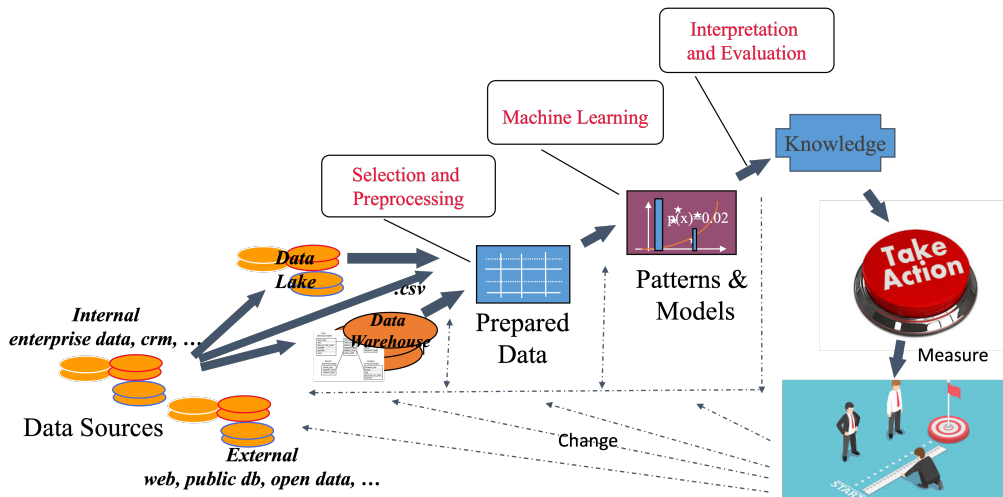 Interpretation
and Evaluation
Machine Learning
Knowledge
Selection and
Preprocessing
p(x)=0.02
Take
Action
Data
Lake
.csv
Patterns &
Models
Internal
enterprise data, crm, …
Data
Warehouse
Prepared
Data
Measure
Data Sources
Change
External
web, public db, open data, …
START